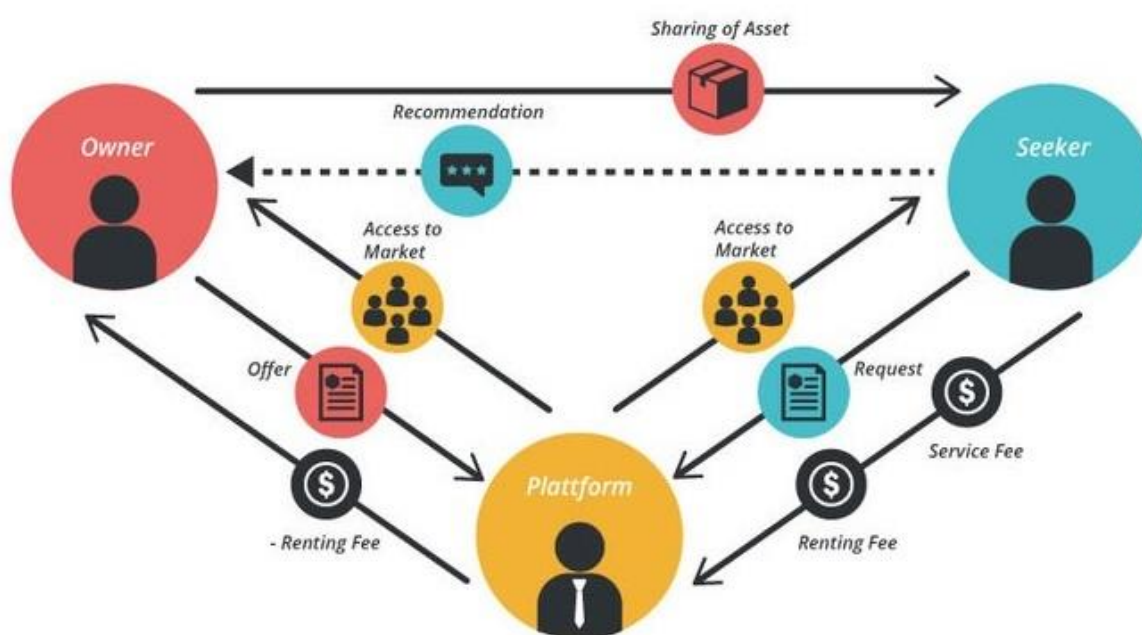 Sharing of Asset
Recommendation
Owner
Seeker
Access to
Market
Access to
Market
Offer
Request
Service Fee
Plattform
- Renting Fee
Renting Fee